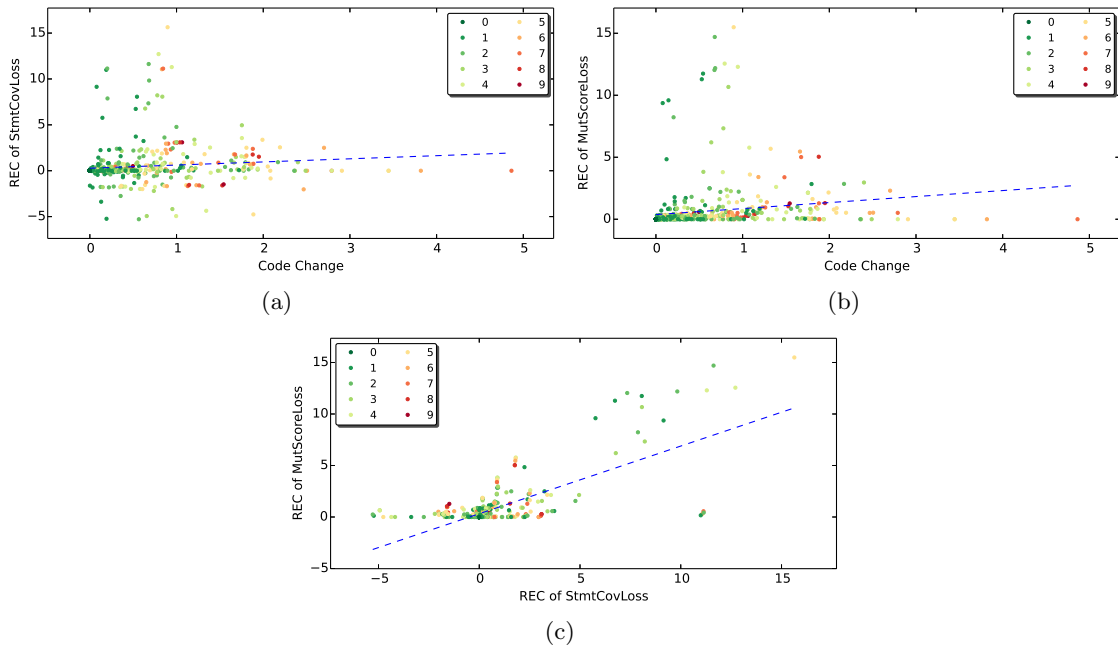 15
10
5
0
−5
REC of StmtCovLoss
0 1 2 3 4 5
Code Change
0 5
1 6
2 7
3 8
4 9
(a)
15
10
5
0
REC of MutScoreLoss
0 1 2 3 4 5
Code Change
0 5
1 6
2 7
3 8
4 9
(b)
15
10
5
0
−5
REC of MutScoreLoss
−5 0 5 10 15
REC of StmtCovLoss
0 5
1 6
2 7
3 8
4 9
(c)